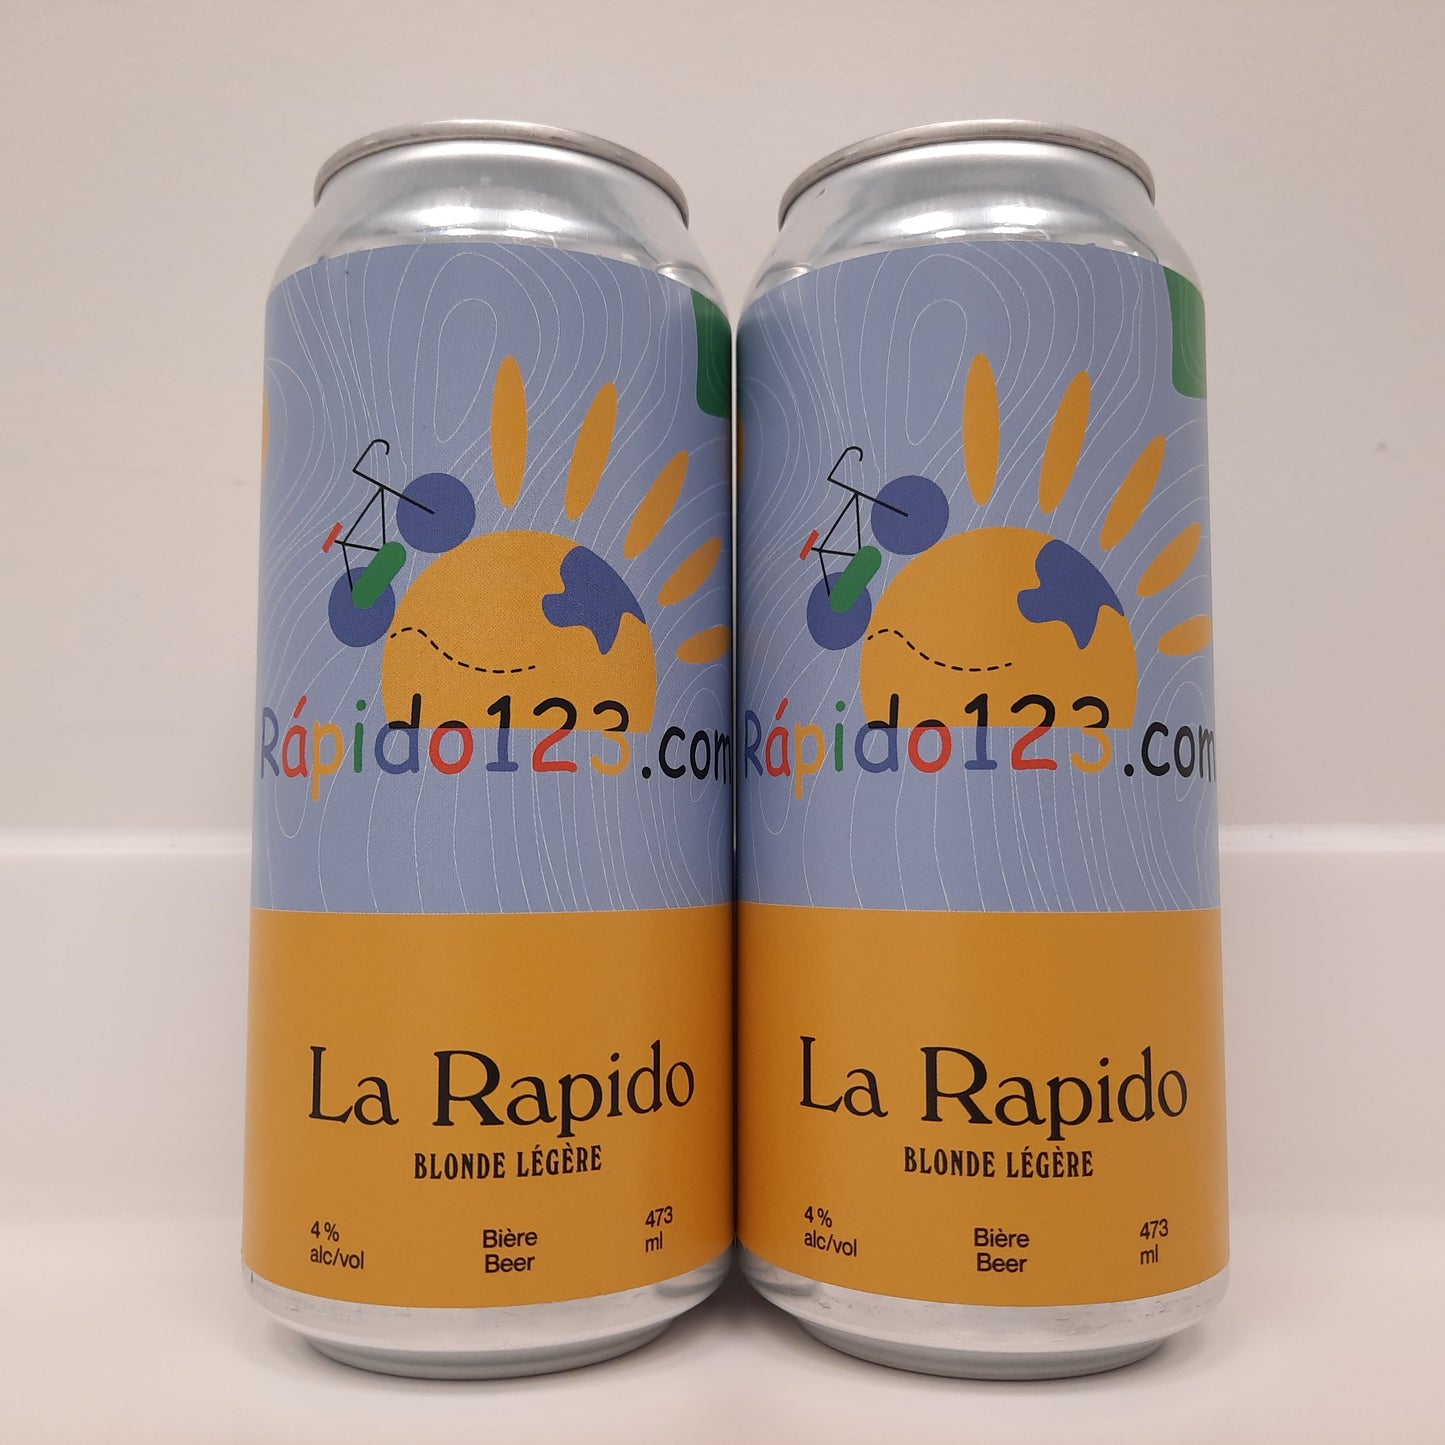 Rápido123.com
La Rapido
BLONDE LÉGÈRE
4 %
alc/vol
Bière
Beer
473
ml
Rápido123.com
La Rapido
BLONDE LÉGÈRE
4 %
alc/vol
Bière
Beer
473
ml